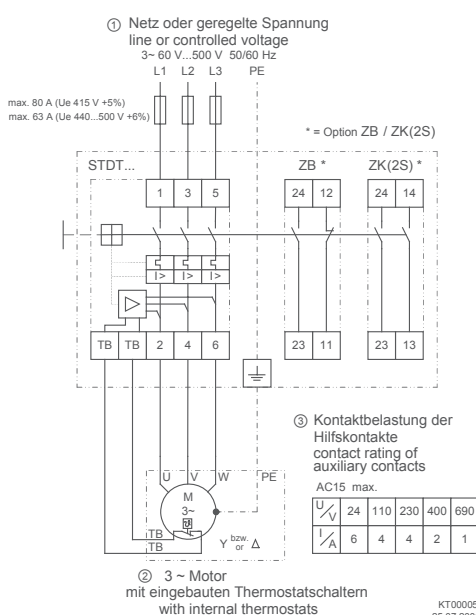 ① Netz oder geregelte Spannung
line or controlled voltage
3~ 60 V...500 V 50/60 Hz
L1 L2 L3 PE
max. 80 A (Ue 415 V +5%)
max. 63 A (Ue 440...500 V +6%)
* = Option ZB / ZK(2S)
STDT... ZB * ZK(2S) *
1 3 5 24 12 24 14
I> I> I>
TB TB 2 4 6 23 11 23 13
③ Kontaktbelastung der
Hilfskontakte
contact rating of
auxiliary contacts
AC15 max.
U/V 24 110 230 400 690
I/A 6 4 4 2 1
U V W PE
M
3~
TB
TB
Y bzw. or Δ
② 3 ~ Motor
mit eingebauten Thermostatschaltern
with internal thermostats
KT00005